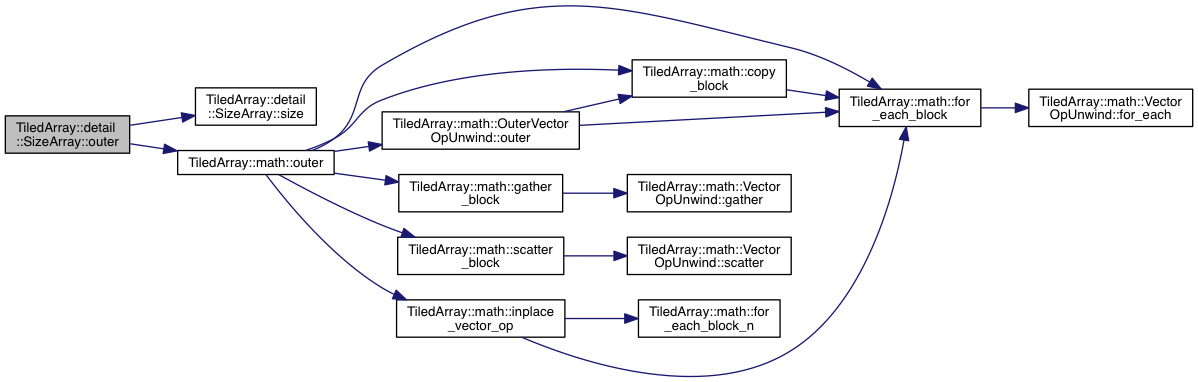 TiledArray::detail
::SizeArray::outer
TiledArray::detail
::SizeArray::size
TiledArray::math::outer
TiledArray::math::OuterVector
OpUnwind::outer
TiledArray::math::gather
_block
TiledArray::math::scatter
_block
TiledArray::math::inplace
_vector_op
TiledArray::math::copy
_block
TiledArray::math::Vector
OpUnwind::gather
TiledArray::math::Vector
OpUnwind::scatter
TiledArray::math::for
_each_block_n
TiledArray::math::for
_each_block
TiledArray::math::Vector
OpUnwind::for_each